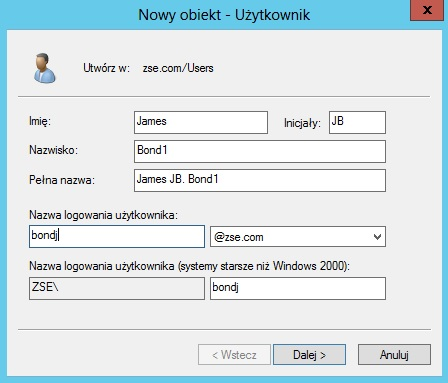 Nowy obiekt - Użytkownik
x
Utwórz w: zse.com/Users
Imię: James Inicjały: JB
Nazwisko: Bond1
Pełna nazwa: James JB. Bond1
Nazwa logowania użytkownika:
bondj @zse.com
Nazwa logowania użytkownika (systemy starsze niż Windows 2000):
ZSE\ bondj
< Wstecz Dalej > Anuluj